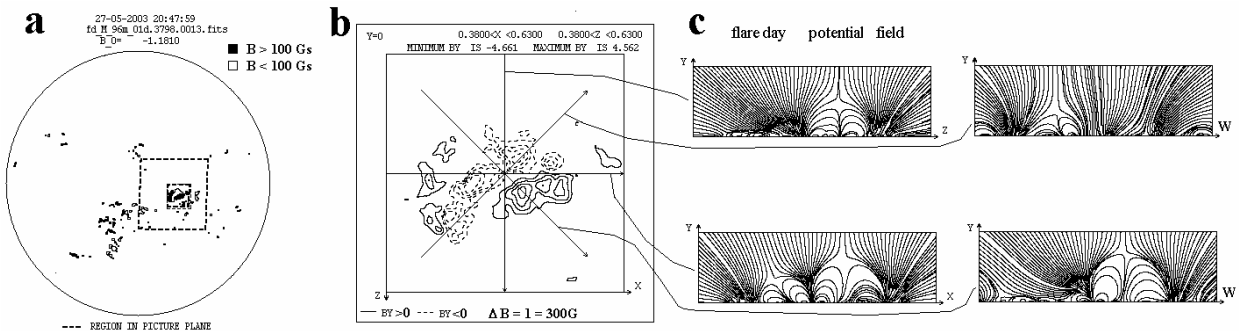 a
27-05-2003 20:47:59
fd_M_96m_01d.3798.0013.fits
B_0= -1.1810
B > 100 Gs
B < 100 Gs
REGION IN PICTURE PLANE
b
Y=0 0.3800<X <0.6300 0.3800<Z <0.6300
MINIMUM BY IS -4.661 MAXIMUM BY IS 4.562
e
X
Z
BY>0 BY<0 ΔB = 1 = 300G
c
flare day potential field
Y
Z
Y
W
Y
X
Y
W